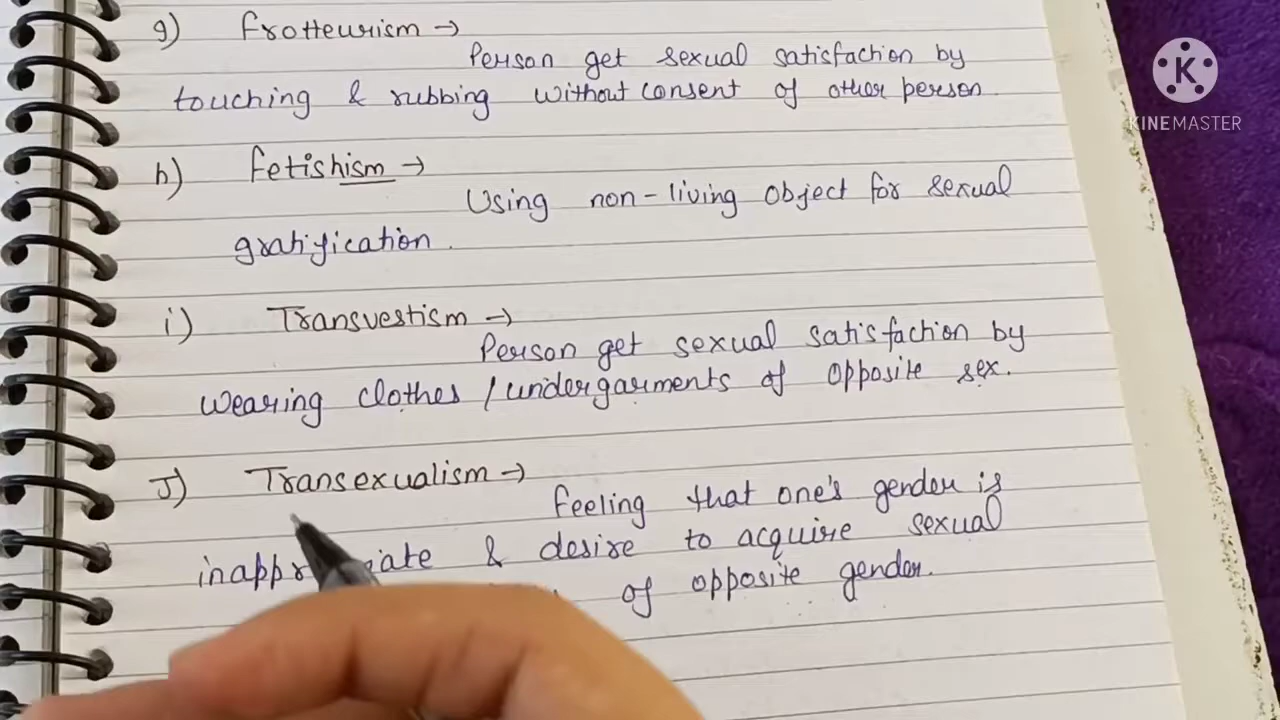 g) Frotteurism →
Person get sexual satisfaction by
touching & rubbing without consent of other person
KINEMASTER
h) Fetishism →
Using non-living object for sexual
gratification.
i) Transvestism →
Person get sexual satisfaction by
wearing clothes / undergarments of opposite sex.
J) Transexualism →
Feeling that one's gender is
& desire to acquire sexual
of opposite gender.